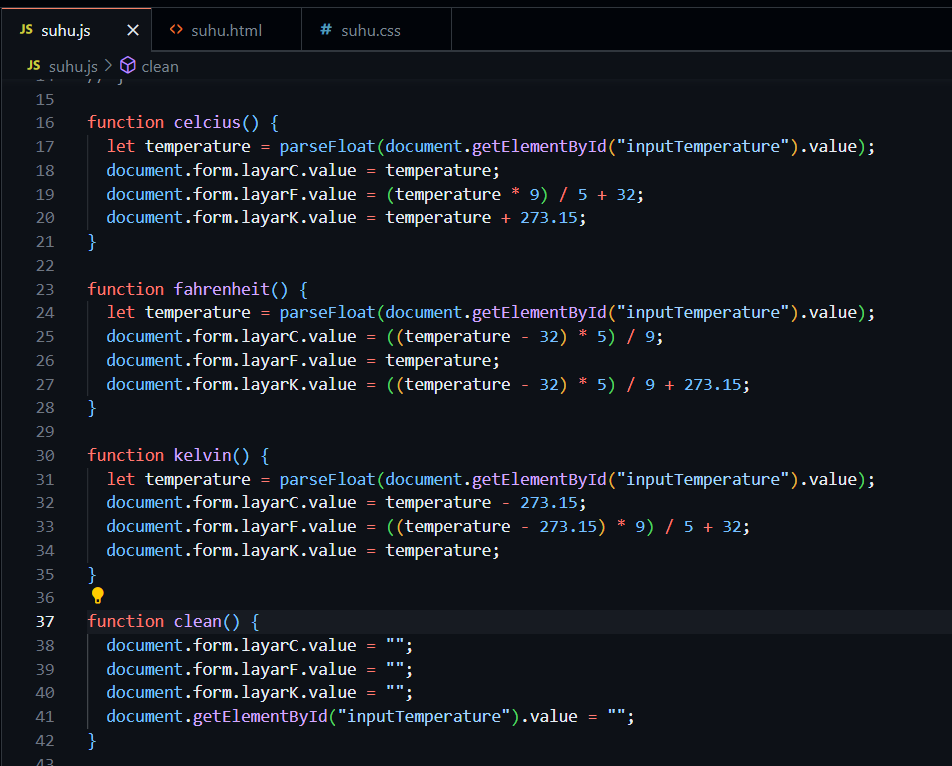 JS suhu.js × <> suhu.html # suhu.css
JS suhu.js > clean
15
16 function celcius() {
17 let temperature = parseFloat(document.getElementById("inputTemperature").value);
18 document.form.layarC.value = temperature;
19 document.form.layarF.value = (temperature * 9) / 5 + 32;
20 document.form.layarK.value = temperature + 273.15;
21 }
22
23 function fahrenheit() {
24 let temperature = parseFloat(document.getElementById("inputTemperature").value);
25 document.form.layarC.value = ((temperature - 32) * 5) / 9;
26 document.form.layarF.value = temperature;
27 document.form.layarK.value = ((temperature - 32) * 5) / 9 + 273.15;
28 }
29
30 function kelvin() {
31 let temperature = parseFloat(document.getElementById("inputTemperature").value);
32 document.form.layarC.value = temperature - 273.15;
33 document.form.layarF.value = ((temperature - 273.15) * 9) / 5 + 32;
34 document.form.layarK.value = temperature;
35 }
36
37 function clean() {
38 document.form.layarC.value = "";
39 document.form.layarF.value = "";
40 document.form.layarK.value = "";
41 document.getElementById("inputTemperature").value = "";
42 }